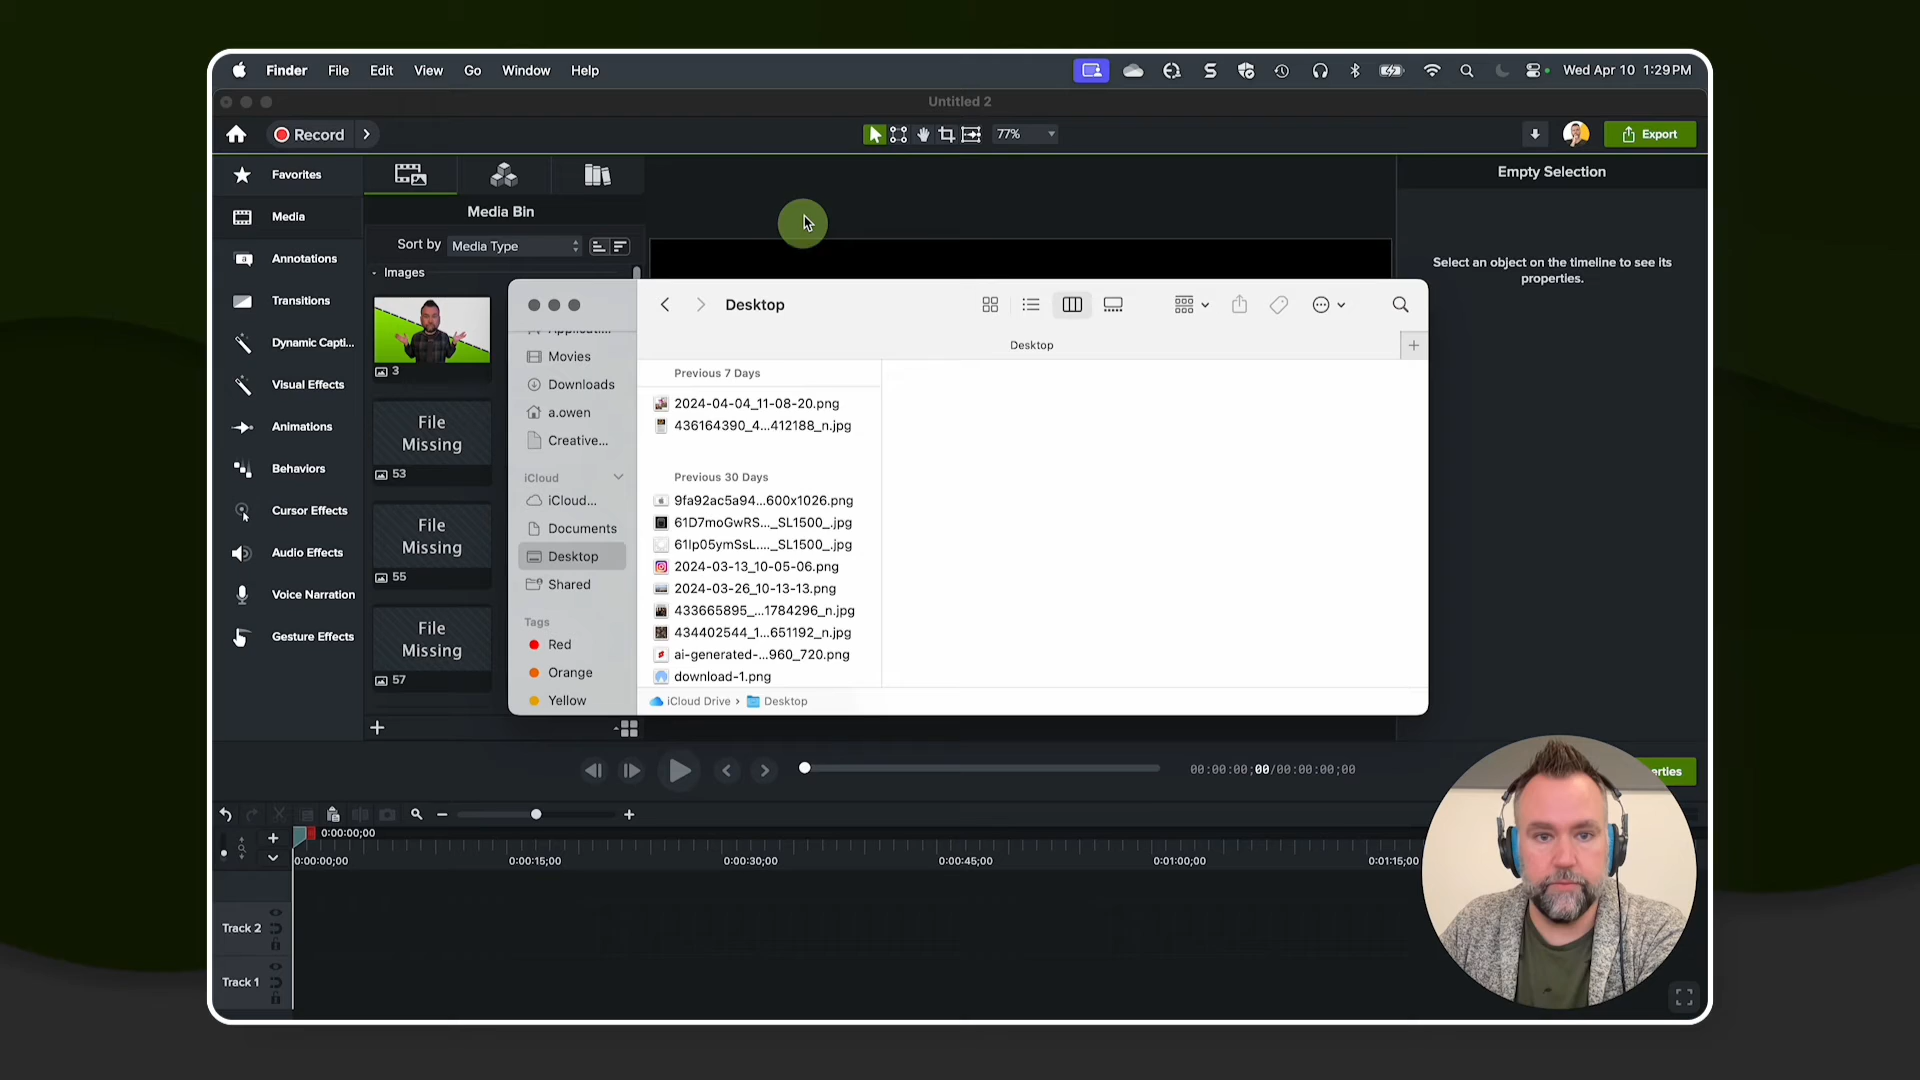 Finder File Edit View Go Window Help
Wed Apr 10 1:29 PM
Untitled 2
Record
77%
Export
Favorites
Media
Annotations
Transitions
Dynamic Capti...
Visual Effects
Animations
Behaviors
Cursor Effects
Audio Effects
Voice Narration
Gesture Effects
Media Bin
Sort by Media Type
Images
3
File
Missing
53
File
Missing
55
File
Missing
57
Movies
Downloads
a.owen
Creative...
iCloud
iCloud...
Documents
Desktop
Shared
Tags
Red
Orange
Yellow
Desktop
Desktop
Previous 7 Days
2024-04-04_11-08-20.png
436164390_4...412188_n.jpg
Previous 30 Days
9fa92ac5a94...600x1026.png
61D7moGwRS..._SL1500_.jpg
61lp05ymSsL...._SL1500_.jpg
2024-03-13_10-05-06.png
2024-03-26_10-13-13.png
433665895_...1784296_n.jpg
434402544_1...651192_n.jpg
ai-generated-...960_720.png
download-1.png
iCloud Drive › Desktop
Empty Selection
Select an object on the timeline to see its
properties.
00:00:00;00/00:00:00;00
erties
0:00:00;00
0:00:00;00 0:00:15;00 0:00:30;00 0:00:45;00 0:01:00;00 0:01:15;00
Track 2
Track 1